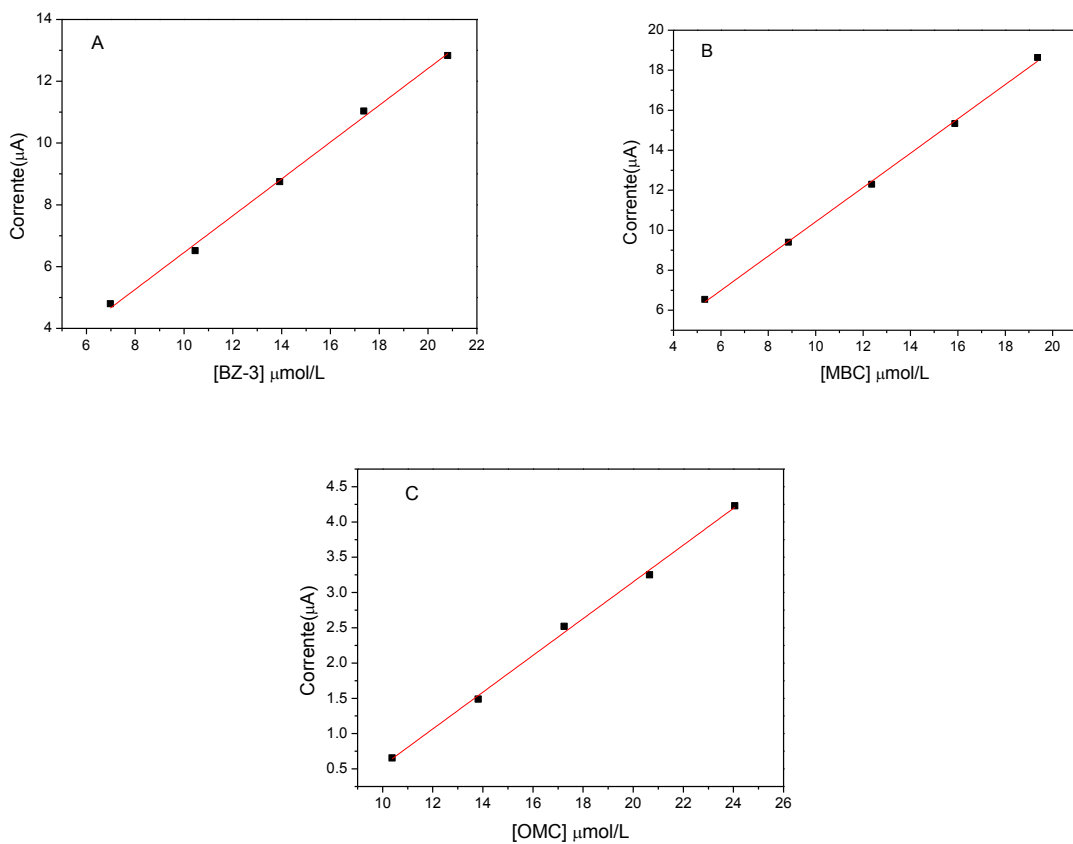 A
14
12
10
8
6
4
Corrente(μA)
6 8 10 12 14 16 18 20 22
[BZ-3] μmol/L
B
20
18
16
14
12
10
8
6
Corrente(μA)
4 6 8 10 12 14 16 18 20
[MBC] μmol/L
C
4.5
4.0
3.5
3.0
2.5
2.0
1.5
1.0
0.5
Corrente(μA)
10 12 14 16 18 20 22 24 26
[OMC] μmol/L